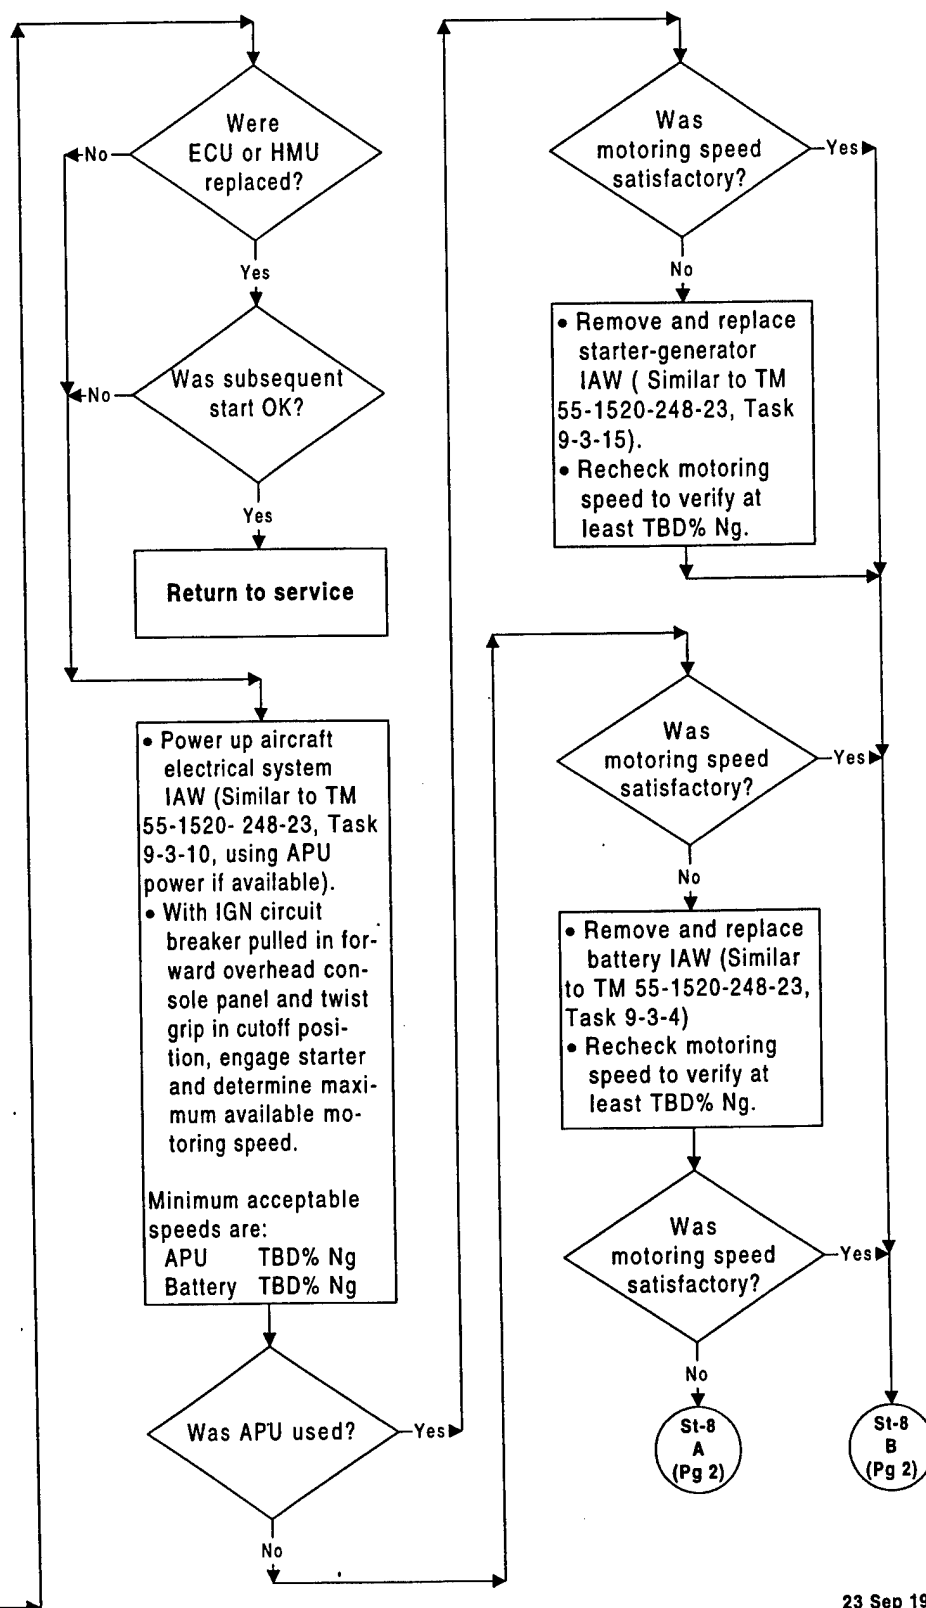 Were
ECU or HMU
replaced?
No
Yes
Was subsequent
start OK?
No
Yes
Return to service
• Power up aircraft
electrical system
IAW (Similar to TM
55-1520- 248-23, Task
9-3-10, using APU
power if available).
• With IGN circuit
breaker pulled in for-
ward overhead con-
sole panel and twist
grip in cutoff posi-
tion, engage starter
and determine maxi-
mum available mo-
toring speed.
Minimum acceptable
speeds are:
APU TBD% Ng
Battery TBD% Ng
Was APU used?
Yes
No
Was
motoring speed
satisfactory?
Yes
No
• Remove and replace
starter-generator
IAW ( Similar to TM
55-1520-248-23, Task
9-3-15).
• Recheck motoring
speed to verify at
least TBD% Ng.
Was
motoring speed
satisfactory?
Yes
No
• Remove and replace
battery IAW (Similar
to TM 55-1520-248-23,
Task 9-3-4)
• Recheck motoring
speed to verify at
least TBD% Ng.
Was
motoring speed
satisfactory?
Yes
No
St-8
A
(Pg 2)
St-8
B
(Pg 2)
23 Sep 19